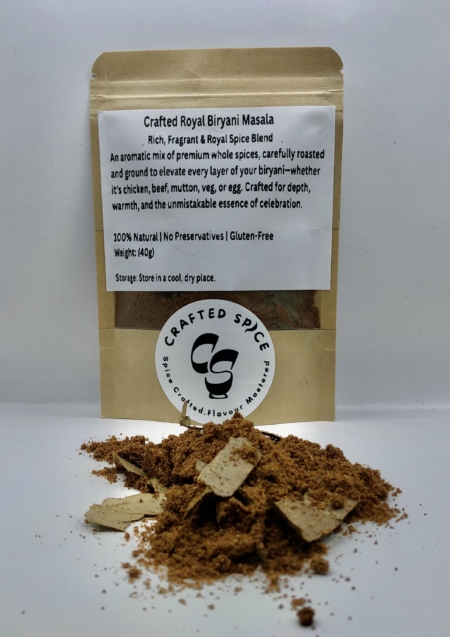 Crafted Royal Biryani Masala
Rich, Fragrant & Royal Spice Blend
An aromatic mix of premium whole spices, carefully roasted
and ground to elevate every layer of your biryani—whether
it's chicken, beef, mutton, veg, or egg. Crafted for depth,
warmth, and the unmistakable essence of celebration.
100% Natural | No Preservatives | Gluten-Free
Weight: (40g)
Storage: Store in a cool, dry place.
CRAFTED SPICE
CS
Spice Crafted. Flavour Mastered